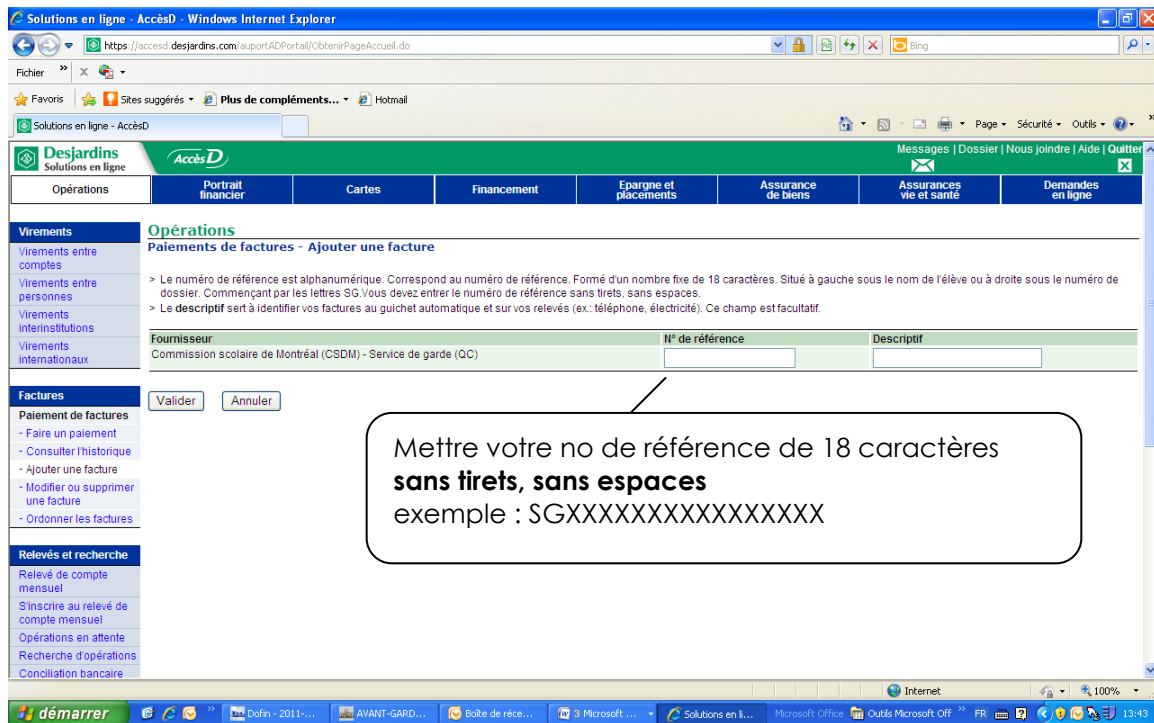 Solutions en ligne - AccèsD - Windows Internet Explorer
https://accesd.desjardins.com/auportADPortail/ObtenirPageAccueil.do
Bing
Fichier » x
Favoris Sites suggérés Plus de compléments... Hotmail
Solutions en ligne - AccèsD
Page Sécurité Outils »
Desjardins
Solutions en ligne
AccèsD
Messages | Dossier | Nous joindre | Aide | Quitter
Opérations
Portrait
financier
Cartes
Financement
Epargne et
placements
Assurance
de biens
Assurances
vie et santé
Demandes
en ligne
Virements
Virements entre
comptes
Virements entre
personnes
Virements
interinstitutions
Virements
internationaux
Factures
Paiement de factures
- Faire un paiement
- Consulter l'historique
- Ajouter une facture
- Modifier ou supprimer
une facture
- Ordonner les factures
Relevés et recherche
Relevé de compte
mensuel
S'inscrire au relevé de
compte mensuel
Opérations en attente
Recherche d'opérations
Conciliation bancaire
Opérations
Paiements de factures - Ajouter une facture
> Le numéro de référence est alphanumérique. Correspond au numéro de référence. Formé d'un nombre fixe de 18 caractères. Situé à gauche sous le nom de l'élève ou à droite sous le numéro de
dossier. Commençant par les lettres SG.Vous devez entrer le numéro de référence sans tirets, sans espaces.
> Le descriptif sert à identifier vos factures au guichet automatique et sur vos relevés (ex.: téléphone, électricité). Ce champ est facultatif.
Fournisseur N° de référence Descriptif
Commission scolaire de Montréal (CSDM) - Service de garde (QC)
Valider Annuler
Mettre votre no de référence de 18 caractères
sans tirets, sans espaces
exemple : SGXXXXXXXXXXXXXXXX
Internet 100%
démarrer » Dofin - 2011-... AVANT-GARD... Boîte de réce... 3 Microsoft ... Solutions en li... Microsoft Office Outils Microsoft Off » FR 13:43